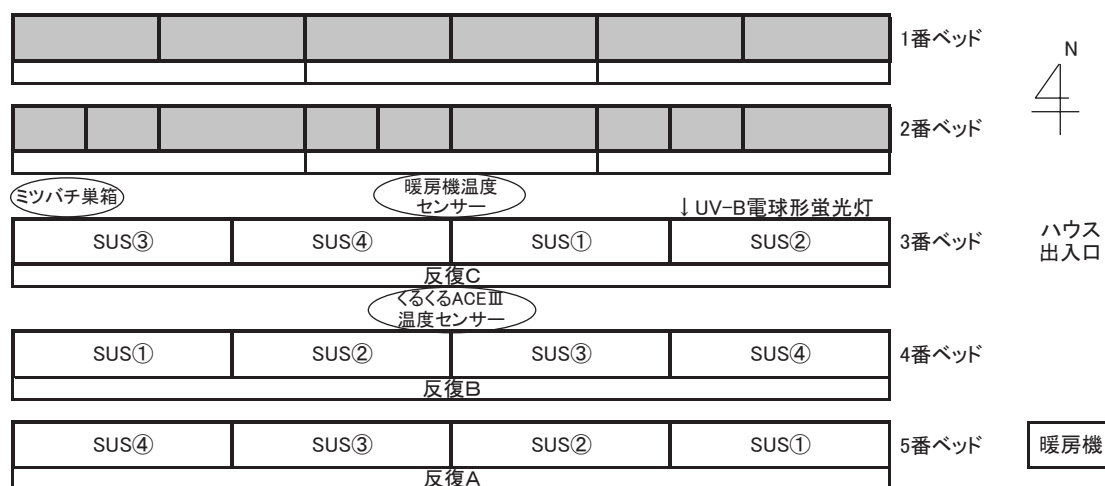 1番ベッド
N
2番ベッド
ミツバチ巣箱
暖房機温度
センサー
↓UV-B電球形蛍光灯
SUS③
SUS④
SUS①
SUS②
3番ベッド
ハウス
出入口
反復C
くるくるACEⅢ
温度センサー
SUS①
SUS②
SUS③
SUS④
4番ベッド
反復B
SUS④
SUS③
SUS②
SUS①
5番ベッド
暖房機
反復A